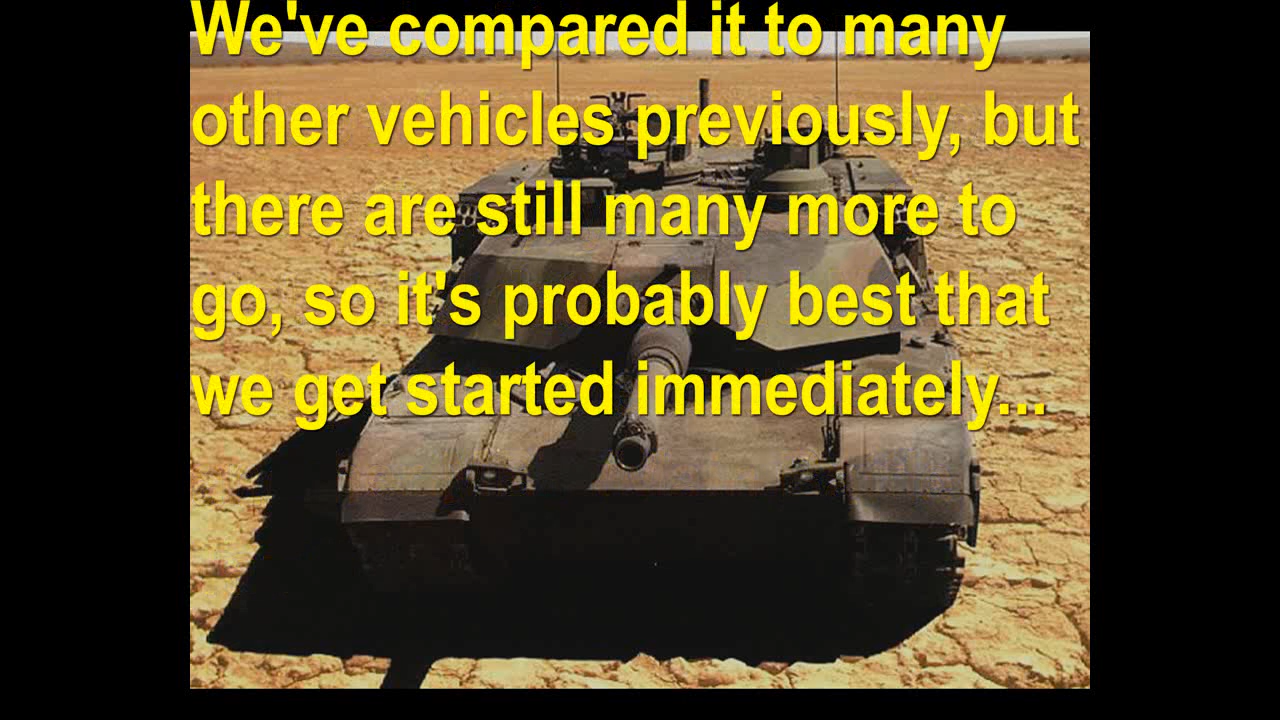 We've compared it to many
other vehicles previously, but
there are still many more to
go, so it's probably best that
we get started immediately...